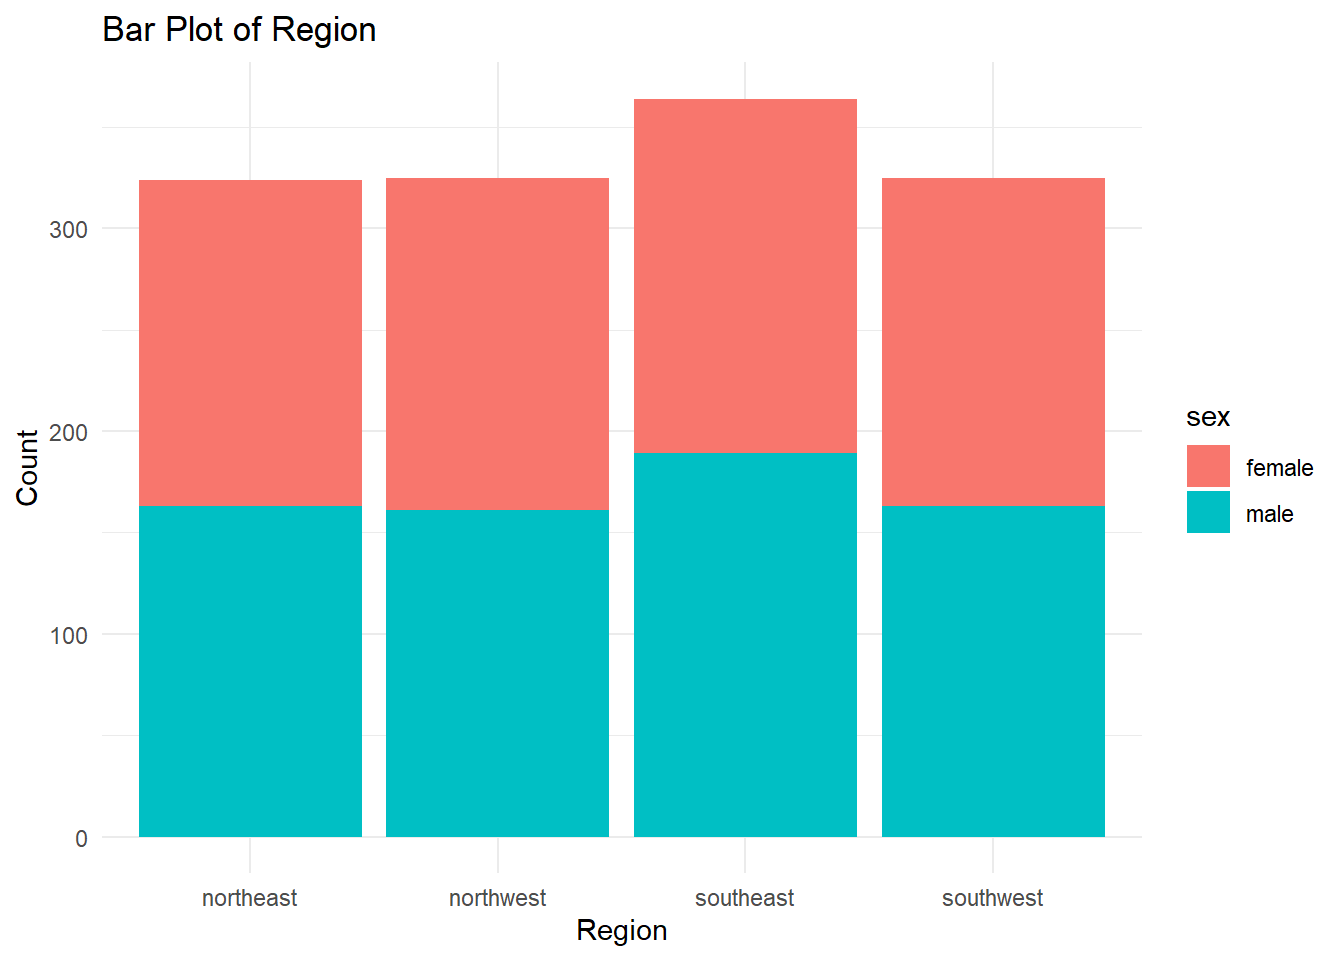 Bar Plot of Region
300
200
100
0
Count
northeast
northwest
southeast
southwest
Region
sex
female
male